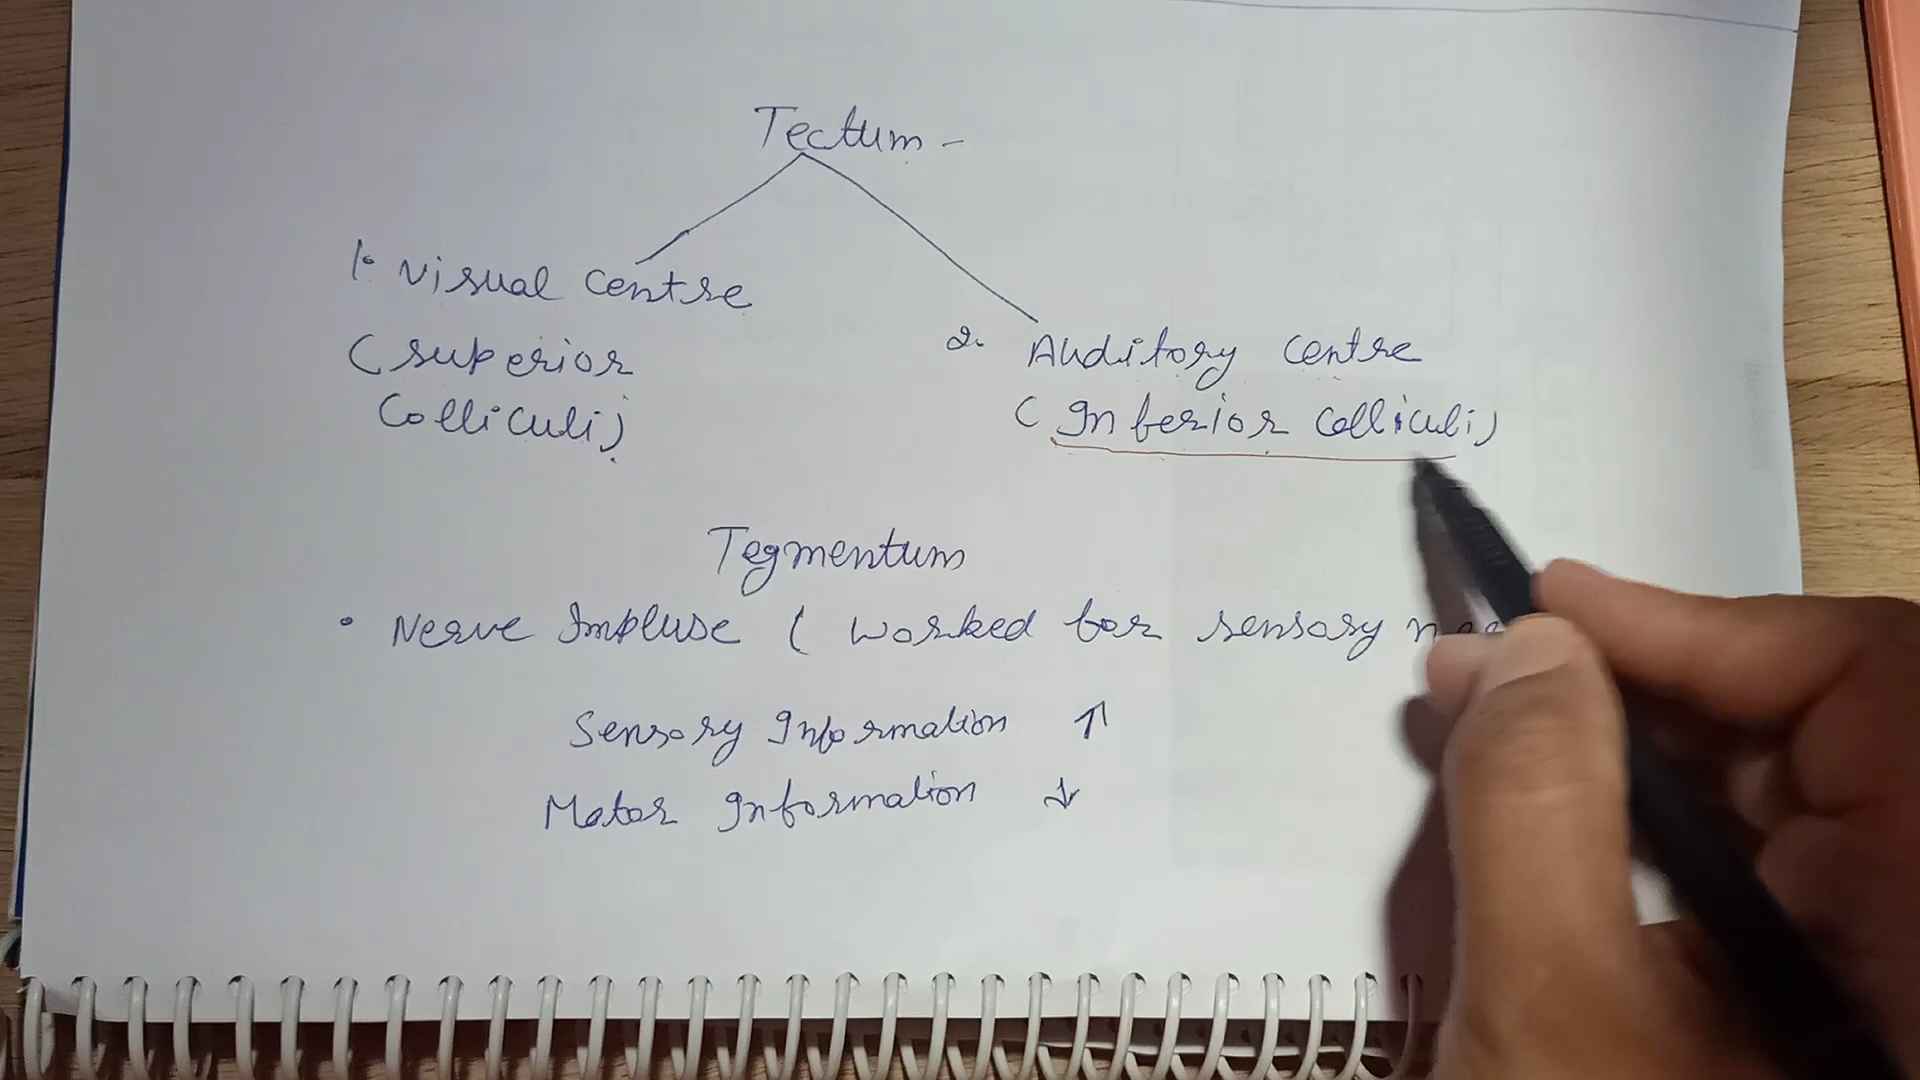 Tectum -
1. Visual Centre
(Superior
Colliculi)
2. Auditory Centre
(Inferior Colliculi)
Tegmentum
• Nerve Impluse (worked for sensory
Sensory Information ↑
Motor Information ↓